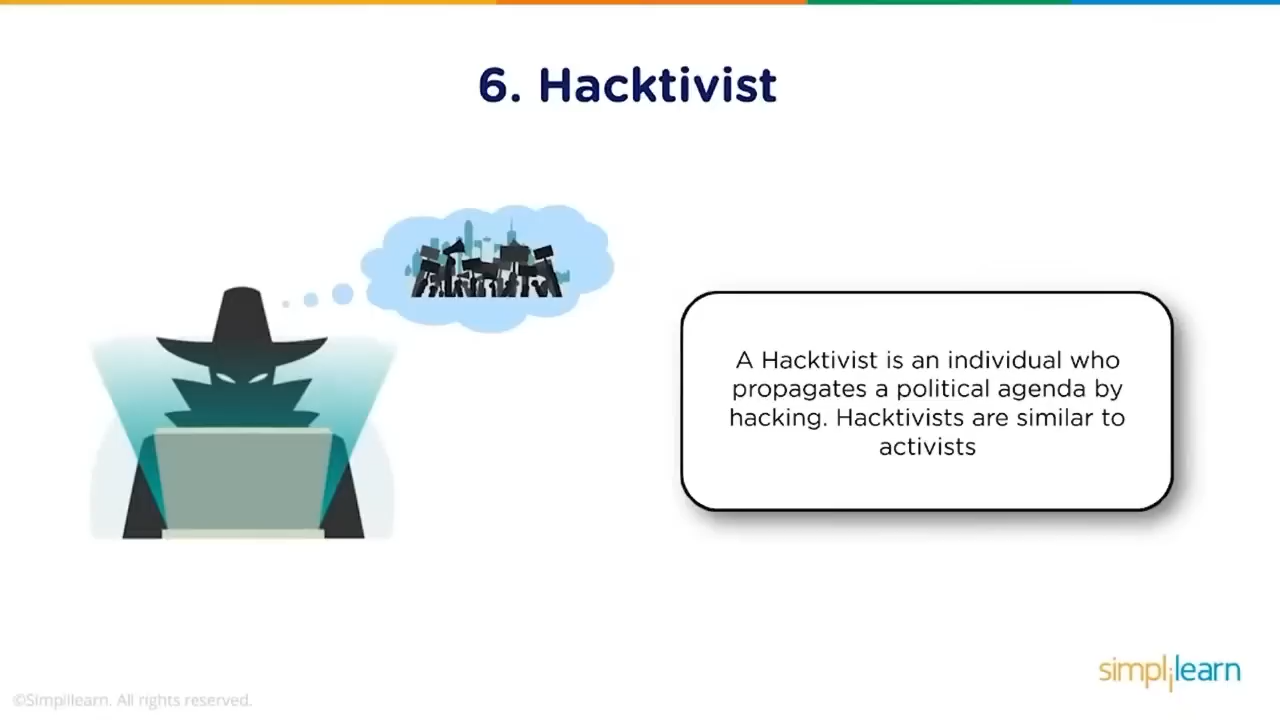 6. Hacktivist
A Hacktivist is an individual who
propagates a political agenda by
hacking. Hacktivists are similar to
activists
simplilearn
©Simplilearn. All rights reserved.